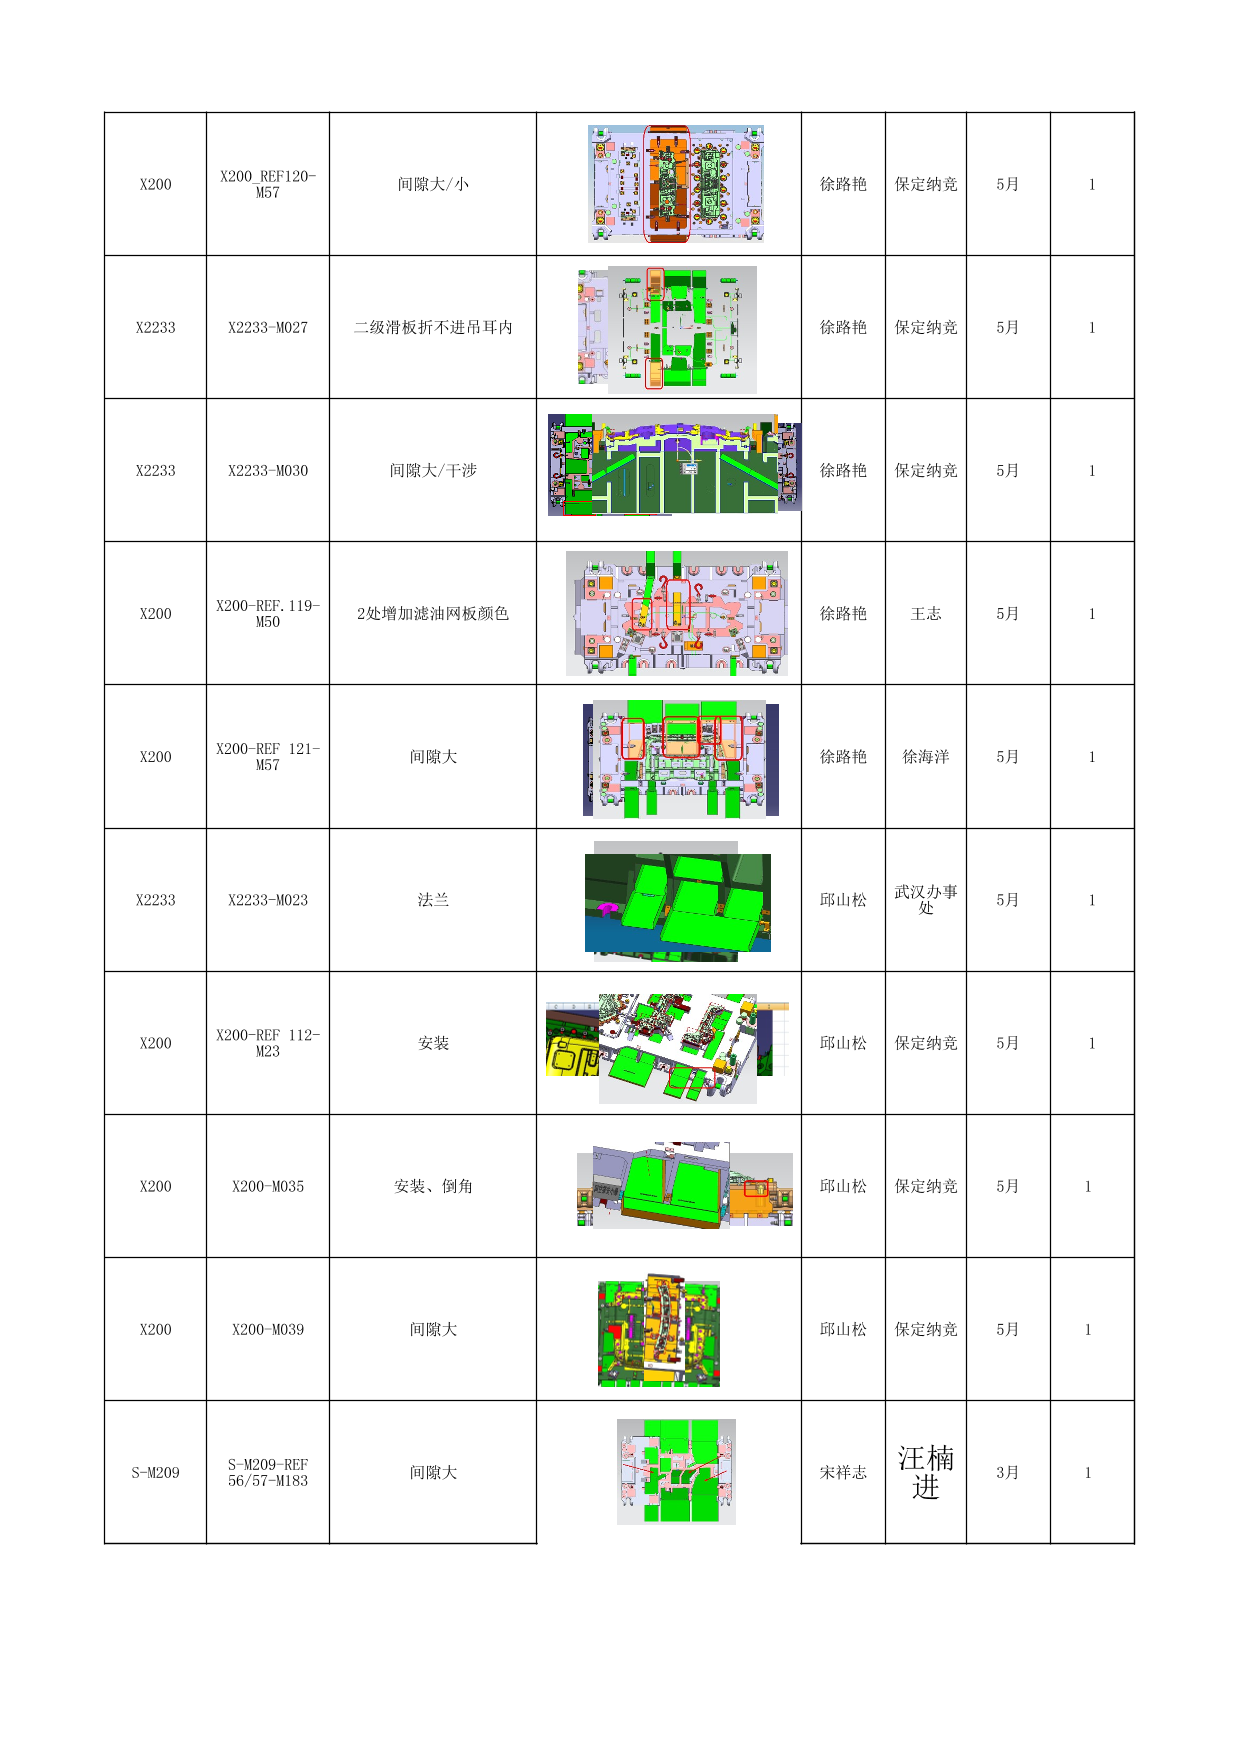 X200
X200_REF120-
M57
间隙大/小
徐路艳
保定纳竞
5月
1
X2233
X2233-M027
二级滑板折不进吊耳内
徐路艳
保定纳竞
5月
1
X2233
X2233-M030
间隙大/干涉
徐路艳
保定纳竞
5月
1
X200
X200-REF.119-
M50
2处增加滤油网板颜色
徐路艳
王志
5月
1
X200
X200-REF 121-
M57
间隙大
徐路艳
徐海洋
5月
1
X2233
X2233-M023
法兰
邱山松
武汉办事
处
5月
1
X200
X200-REF 112-
M23
安装
邱山松
保定纳竞
5月
1
X200
X200-M035
安装、倒角
邱山松
保定纳竞
5月
1
X200
X200-M039
间隙大
邱山松
保定纳竞
5月
1
S-M209
S-M209-REF
56/57-M183
间隙大
宋祥志
汪楠
进
3月
1